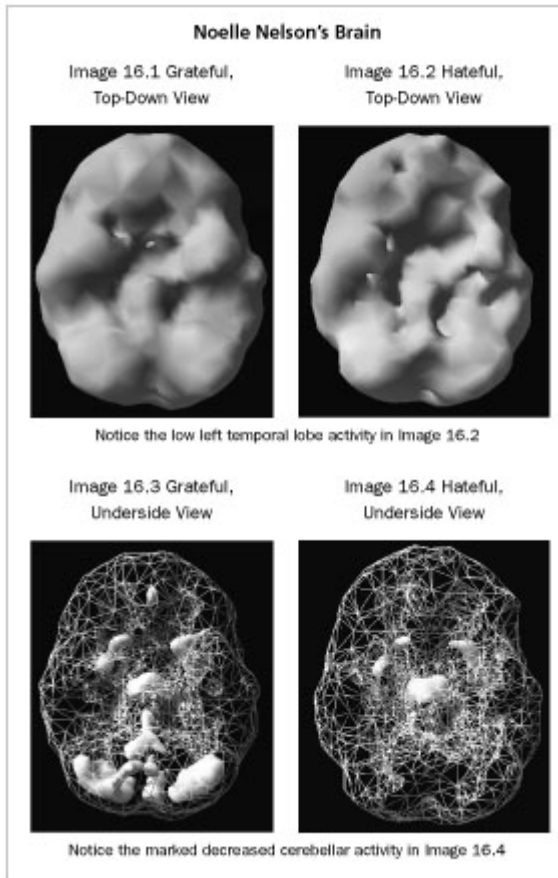 Noelle Nelson's Brain
Image 16.1 Grateful,
Top-Down View
Image 16.2 Hateful,
Top-Down View
Notice the low left temporal lobe activity in Image 16.2
Image 16.3 Grateful,
Underside View
Image 16.4 Hateful,
Underside View
Notice the marked decreased cerebellar activity in Image 16.4